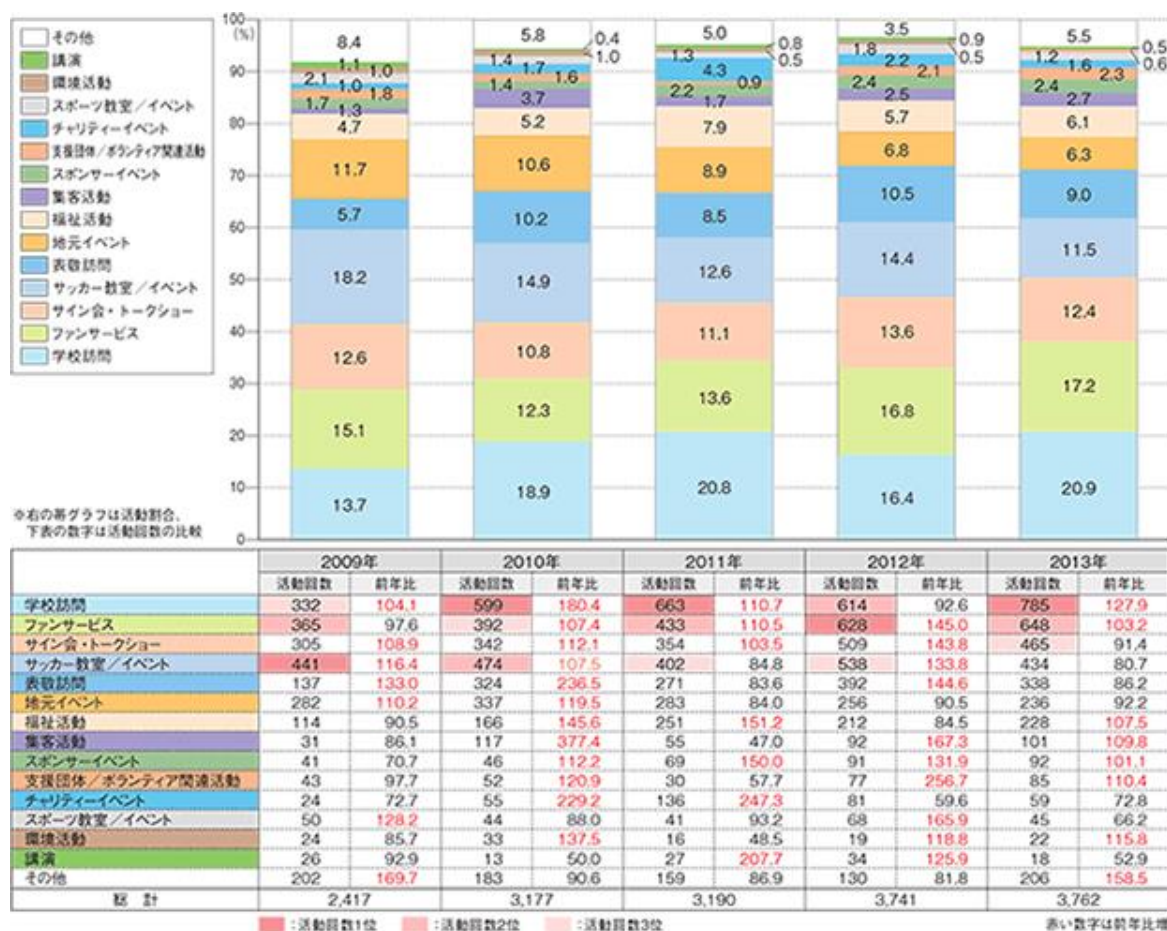 その他
講演
環境活動
スポーツ教室／イベント
チャリティーイベント
支援団体／ボランティア関連活動
スポンサーイベント
集客活動
福祉活動
地元イベント
表敬訪問
サッカー教室／イベント
サイン会・トークショー
ファンサービス
学校訪問
※右の帯グラフは活動割合、
下表の数字は活動回数の比較
100
(%)
90
80
70
60
50
40
30
20
10
0
8.4
1.1
1.0
2.1
1.0
1.8
1.7
1.3
4.7
11.7
5.7
18.2
12.6
15.1
13.7
5.8
0.4
1.0
1.4
1.7
1.6
1.4
3.7
5.2
10.6
10.2
14.9
10.8
12.3
18.9
5.0
0.8
0.5
1.3
4.3
0.9
2.2
1.7
7.9
8.9
8.5
12.6
11.1
13.6
20.8
3.5
0.9
0.5
1.8
2.2
2.1
2.4
2.5
5.7
6.8
10.5
14.4
13.6
16.8
16.4
5.5
0.5
0.6
1.2
1.6
2.3
2.4
2.7
6.1
6.3
9.0
11.5
12.4
17.2
20.9
2009年 2010年 2011年 2012年 2013年
活動回数 前年比 活動回数 前年比 活動回数 前年比 活動回数 前年比 活動回数 前年比
学校訪問 332 104.1 599 180.4 663 110.7 614 92.6 785 127.9
ファンサービス 365 97.6 392 107.4 433 110.5 628 145.0 648 103.2
サイン会・トークショー 305 108.9 342 112.1 354 103.5 509 143.8 465 91.4
サッカー教室／イベント 441 116.4 474 107.5 402 84.8 538 133.8 434 80.7
表敬訪問 137 133.0 324 236.5 271 83.6 392 144.6 338 86.2
地元イベント 282 110.2 337 119.5 283 84.0 256 90.5 236 92.2
福祉活動 114 90.5 166 145.6 251 151.2 212 84.5 228 107.5
集客活動 31 86.1 117 377.4 55 47.0 92 167.3 101 109.8
スポンサーイベント 41 70.7 46 112.2 69 150.0 91 131.9 92 101.1
支援団体／ボランティア関連活動 43 97.7 52 120.9 30 57.7 77 256.7 85 110.4
チャリティーイベント 24 72.7 55 229.2 136 247.3 81 59.6 59 72.8
スポーツ教室／イベント 50 128.2 44 88.0 41 93.2 68 165.9 45 66.2
環境活動 24 85.7 33 137.5 16 48.5 19 118.8 22 115.8
講演 26 92.9 13 50.0 27 207.7 34 125.9 18 52.9
その他 202 169.7 183 90.6 159 86.9 130 81.8 206 158.5
総計 2,417 3,177 3,190 3,741 3,762
：活動回数1位 ：活動回数2位 ：活動回数3位 赤い数字は前年比増